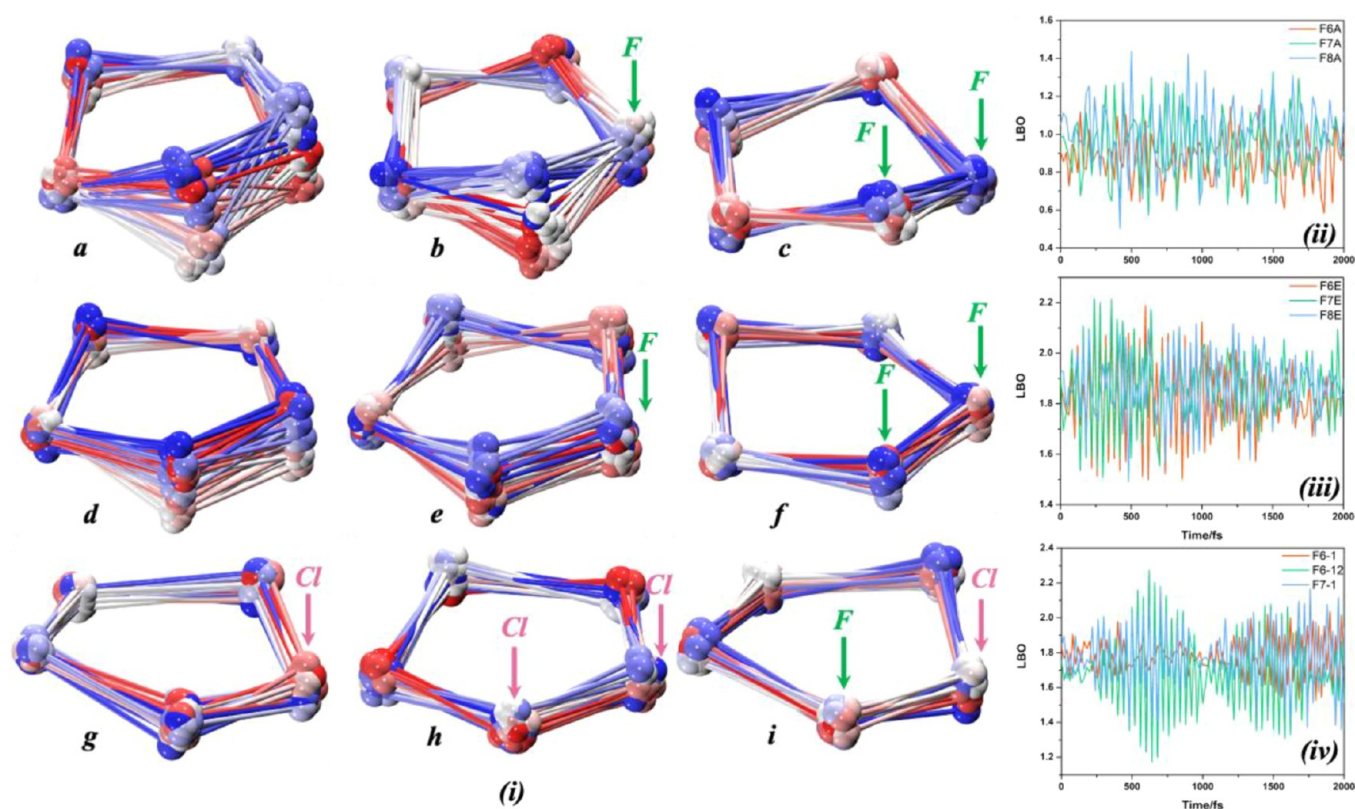 F
F
F
a
b
c
F
F
F
d
e
f
Cl
Cl
Cl
F
Cl
g
h
i
(i)
1.6
1.4
1.2
1.0
0.8
0.6
0.4
LBO
F6A
F7A
F8A
(ii)
0
500
1000
1500
2000
2.2
2.0
1.8
1.6
1.4
LBO
F6E
F7E
F8E
(iii)
0
500
1000
1500
2000
Time/fs
2.4
2.2
2.0
1.8
1.6
1.4
1.2
LBO
F6-1
F6-12
F7-1
(iv)
0
500
1000
1500
2000
Time/fs